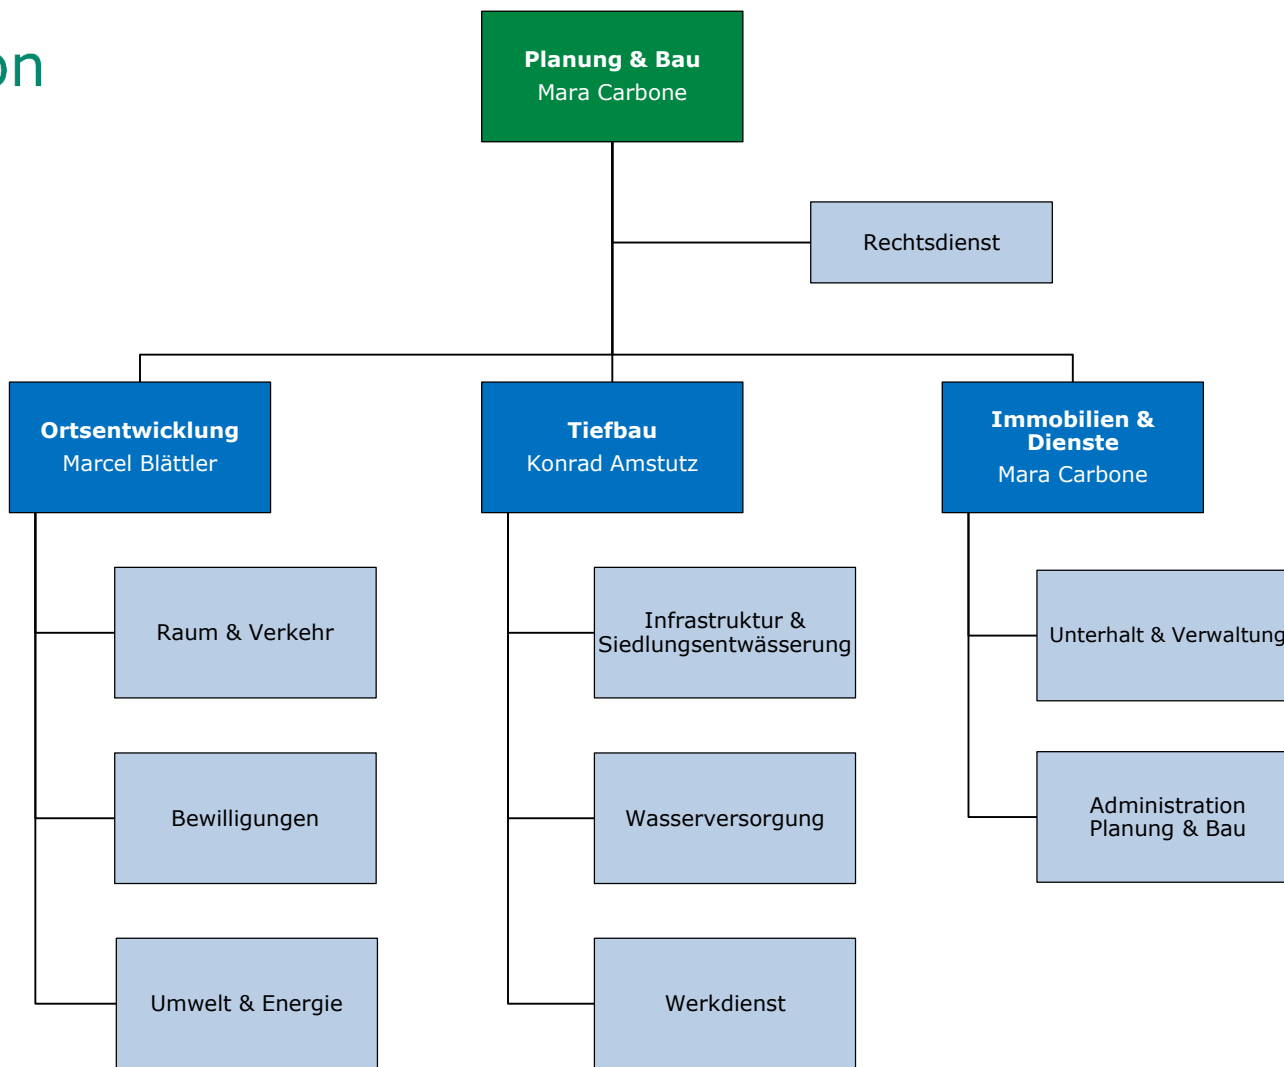 on
Planung & Bau
Mara Carbone
Rechtsdienst
Ortsentwicklung
Marcel Blättler
Tiefbau
Konrad Amstutz
Immobilien &
Dienste
Mara Carbone
Raum & Verkehr
Bewilligungen
Umwelt & Energie
Infrastruktur &
Siedlungsentwässerung
Wasserversorgung
Werkdienst
Unterhalt & Verwaltung
Administration
Planung & Bau